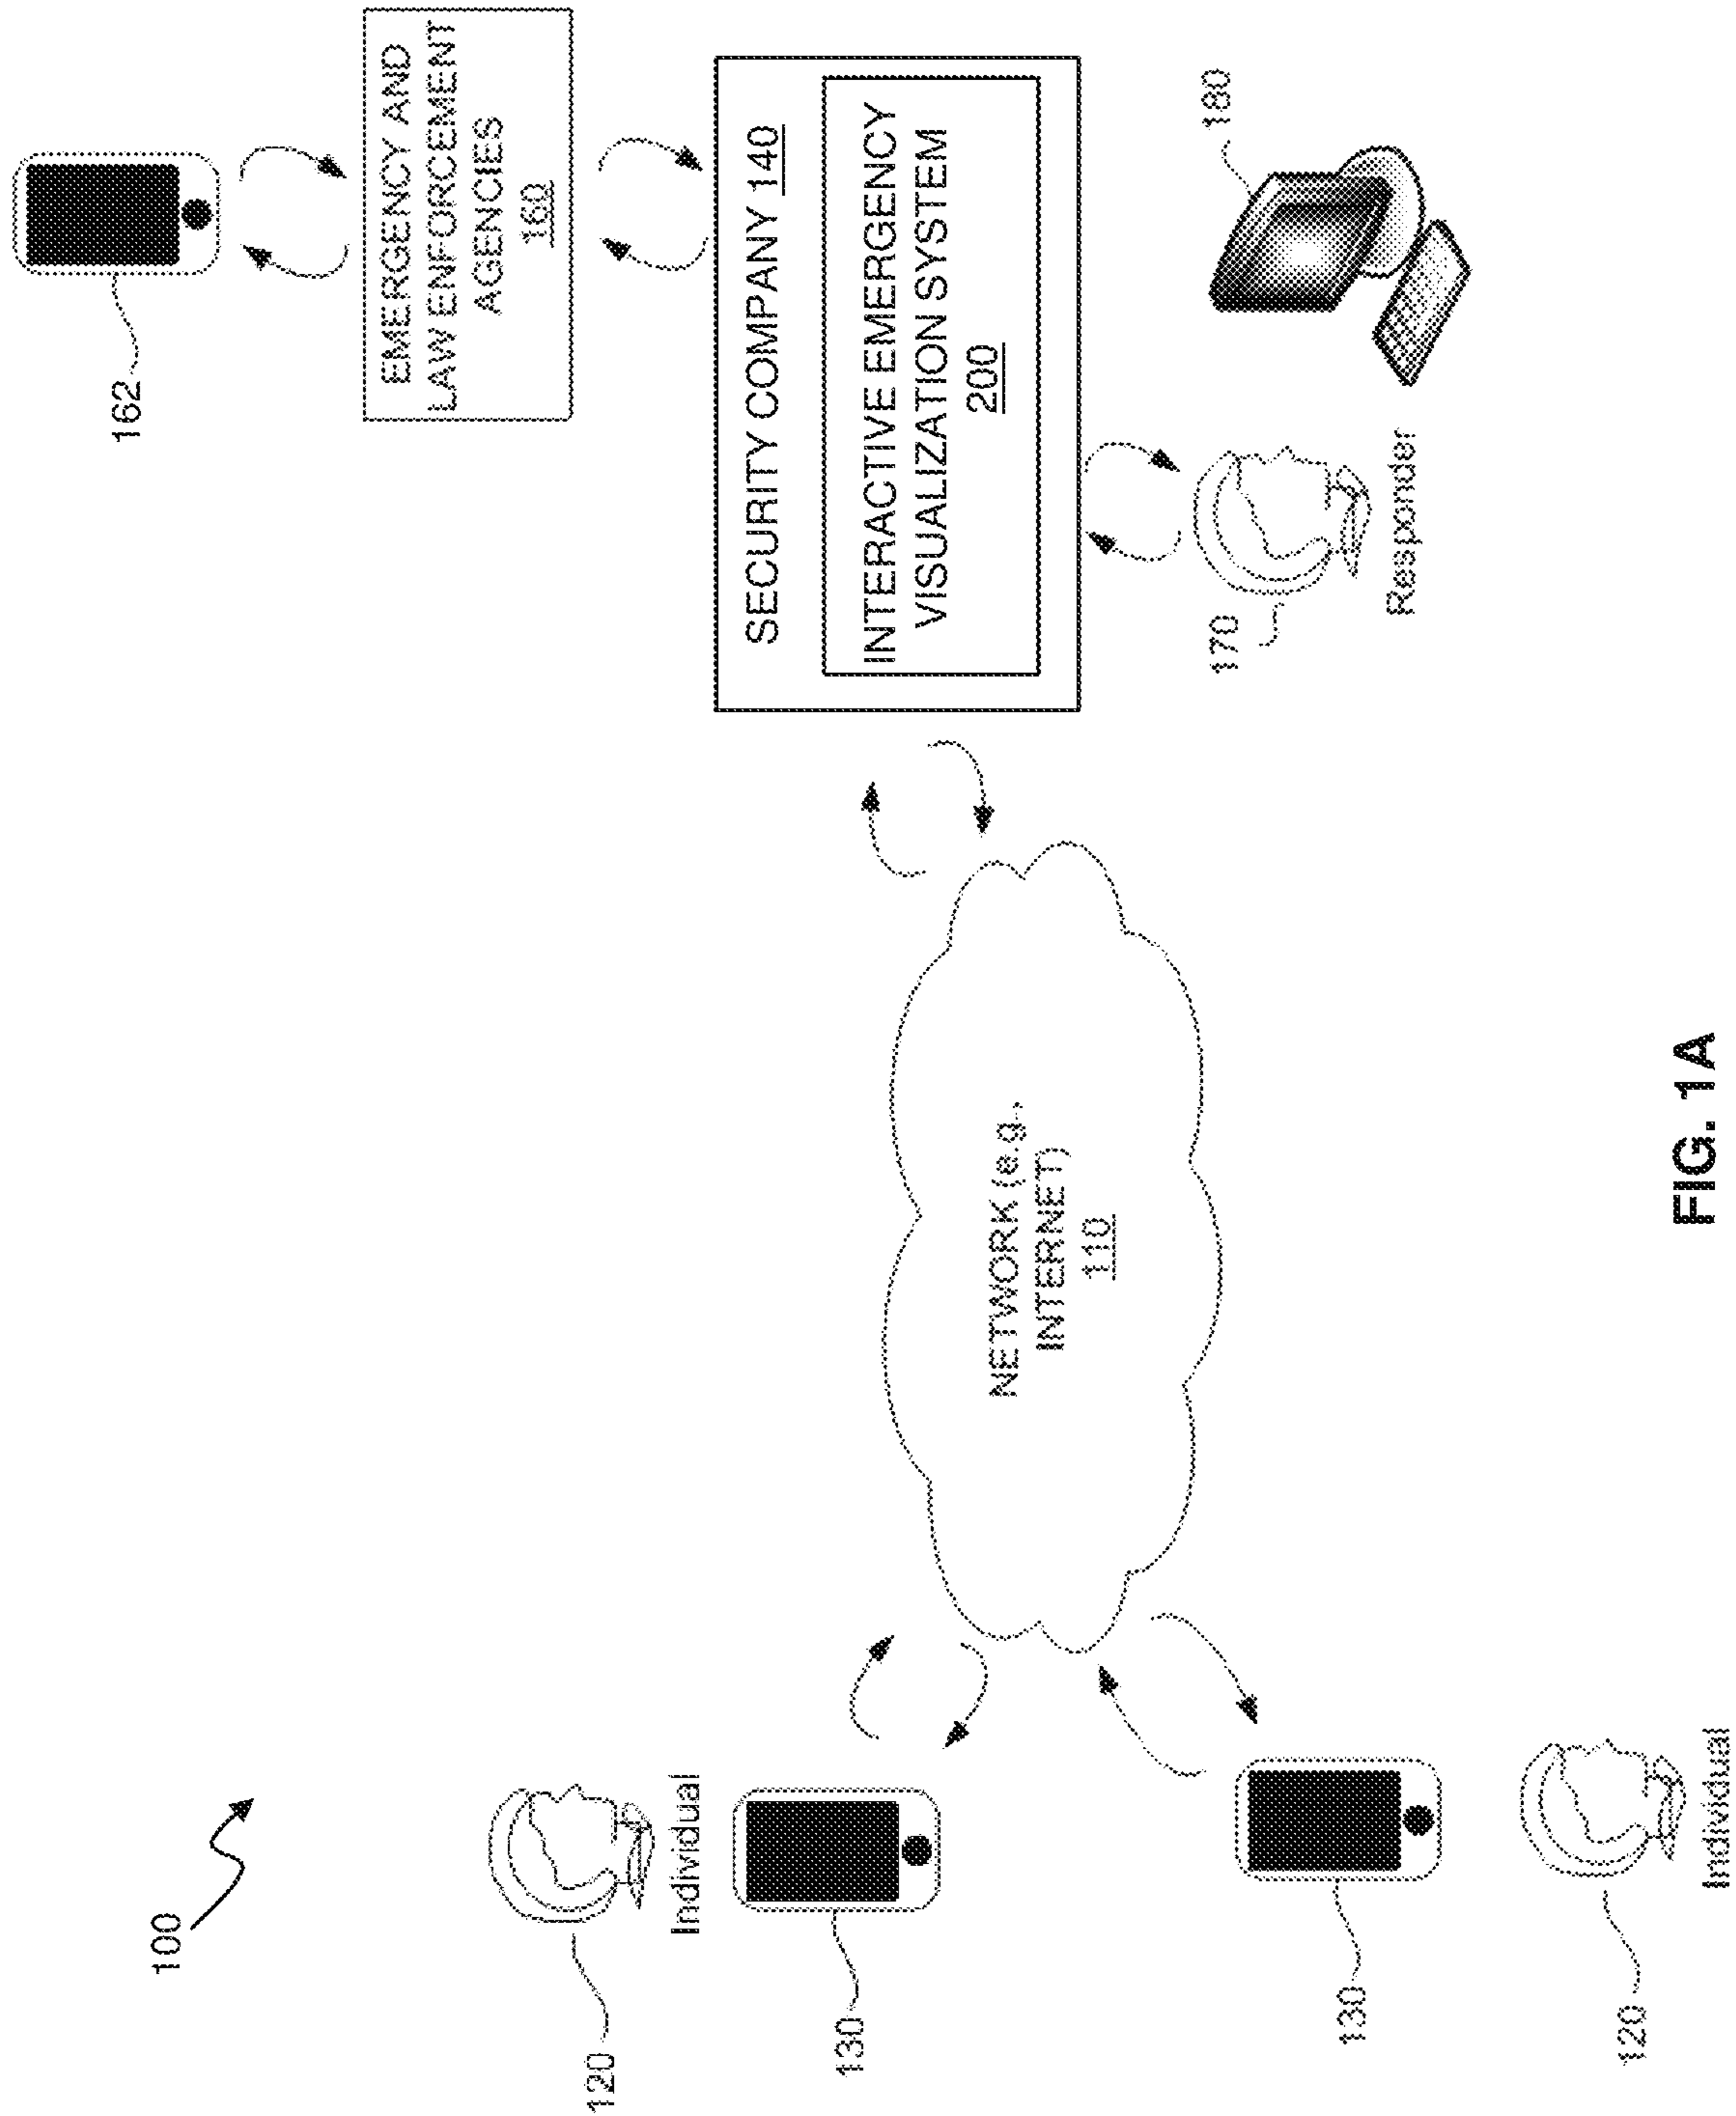 100
120
Individual
130
130
120
Individual
NETWORK (e.g.,
INTERNET)
110
162
EMERGENCY AND
LAW ENFORCEMENT
AGENCIES
160
SECURITY COMPANY 140
INTERACTIVE EMERGENCY
VISUALIZATION SYSTEM
200
170
Responder
180
FIG. 1A